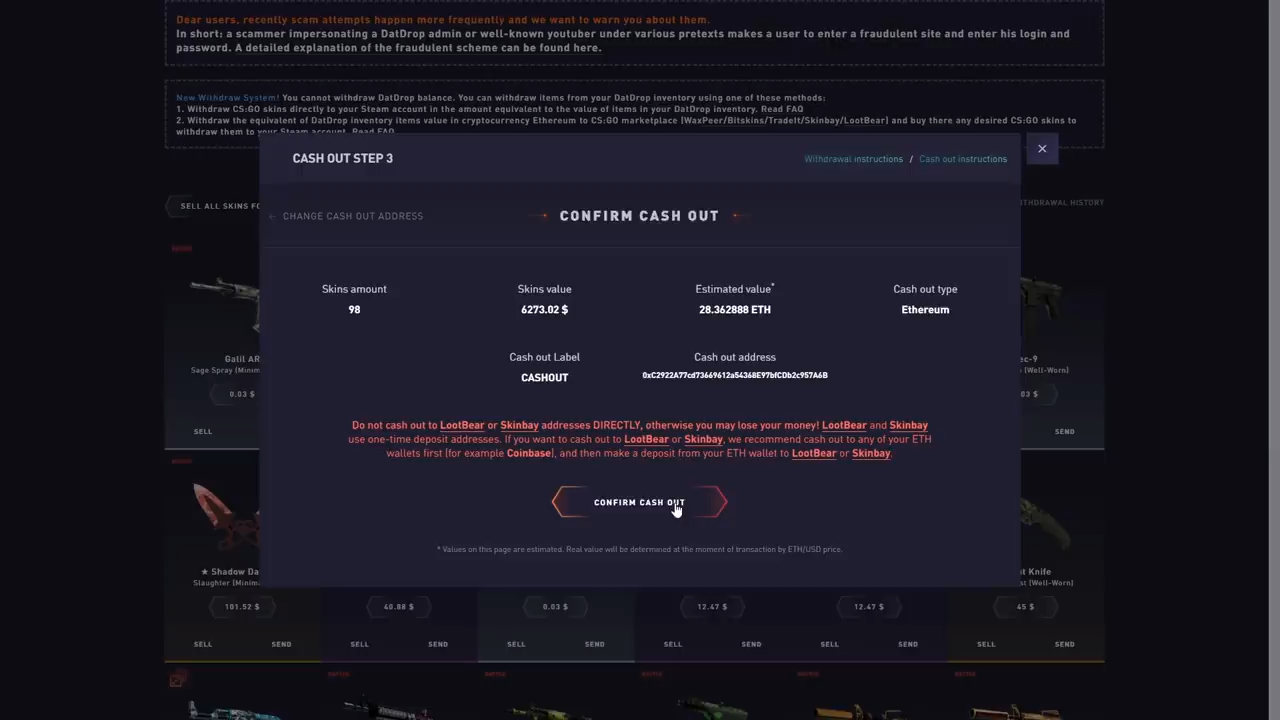 Dear users, recently scam attempts happen more frequently and we want to warn you about them.
In short: a scammer impersonating a DatDrop admin or well-known youtuber under various pretexts makes a user to enter a fraudulent site and enter his login and
password. A detailed explanation of the fraudulent scheme can be found here.
New Withdraw System! You cannot withdraw DatDrop balance. You can withdraw items from your DatDrop inventory using one of these methods:
1. Withdraw CS:GO skins directly to your Steam account in the amount equivalent to the value of items in your DatDrop inventory. Read FAQ
2. Withdraw the equivalent of DatDrop inventory items value in cryptocurrency Ethereum to CS:GO marketplace (WaxPeer/Bitskins/TradeIt/Skinbay/LootBear) and buy there any desired CS:GO skins to
withdraw them to your Steam account. Read FAQ
CASH OUT STEP 3
Withdrawal instructions / Cash out instructions
×
SELL ALL SKINS FO
← CHANGE CASH OUT ADDRESS
CONFIRM CASH OUT
THDRAWAL HISTORY
Skins amount
Skins value
Estimated value*
Cash out type
98
6273.02 $
28.362888 ETH
Ethereum
Cash out Label
Cash out address
CASHOUT
0xC2922A77cd73669612a54368E97bfCDb2c957A6B
Galil AR
Sage Spray (Minim
ec-9
(Well-Worn)
0.03 $
03 $
SELL
SEND
Do not cash out to LootBear or Skinbay addresses DIRECTLY, otherwise you may lose your money! LootBear and Skinbay
use one-time deposit addresses. If you want to cash out to LootBear or Skinbay, we recommend cash out to any of your ETH
wallets first (for example Coinbase), and then make a deposit from your ETH wallet to LootBear or Skinbay.
CONFIRM CASH OUT
* Values on this page are estimated. Real value will be determined at the moment of transaction by ETH/USD price.
★ Shadow Da
Slaughter (Minim
t Knife
st (Well-Worn)
101.52 $
40.88 $
0.03 $
12.47 $
12.47 $
45 $
SELL SEND
SELL SEND
SELL SEND
SELL SEND
SELL SEND
SELL SEND
BATTLE
BATTLE
BATTLE
BATTLE
BATTLE